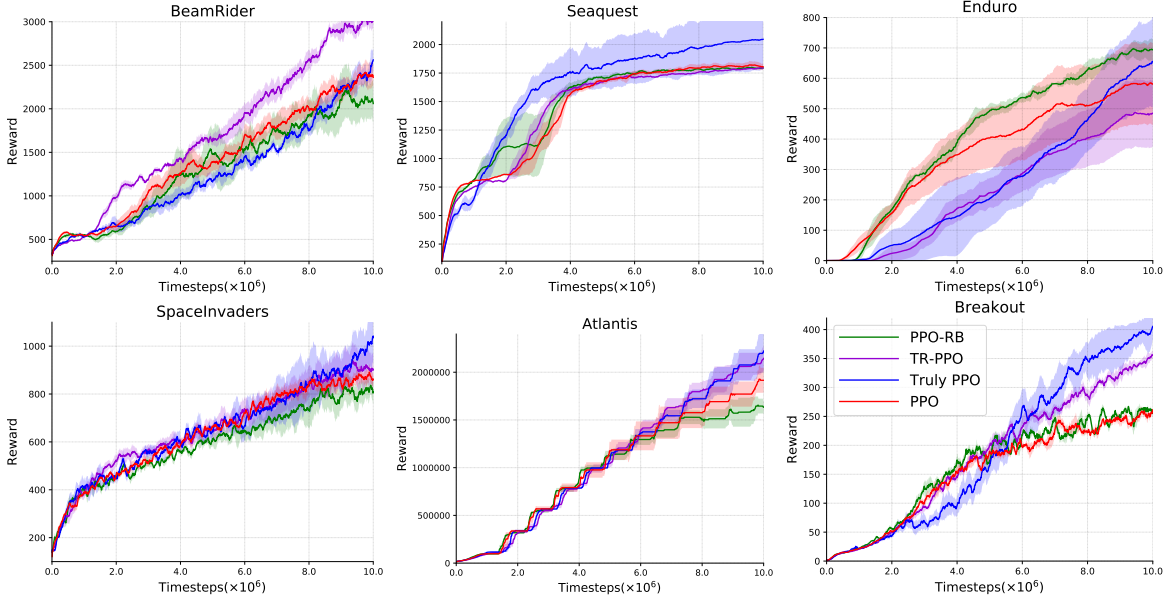 BeamRider
3000
2500
2000
1500
1000
500
Reward
0.0 2.0 4.0 6.0 8.0 10.0
Timesteps(×10⁶)
Seaquest
2000
1750
1500
1250
1000
750
500
250
Reward
0.0 2.0 4.0 6.0 8.0 10.0
Timesteps(×10⁶)
Enduro
800
700
600
500
400
300
200
100
0
Reward
0.0 2.0 4.0 6.0 8.0 10.0
Timesteps(×10⁶)
SpaceInvaders
1000
800
600
400
200
Reward
0.0 2.0 4.0 6.0 8.0 10.0
Timesteps(×10⁶)
Atlantis
2000000
1500000
1000000
500000
0
Reward
0.0 2.0 4.0 6.0 8.0 10.0
Timesteps(×10⁶)
Breakout
400
350
300
250
200
150
100
50
0
Reward
PPO-RB
TR-PPO
Truly PPO
PPO
0.0 2.0 4.0 6.0 8.0 10.0
Timesteps(×10⁶)